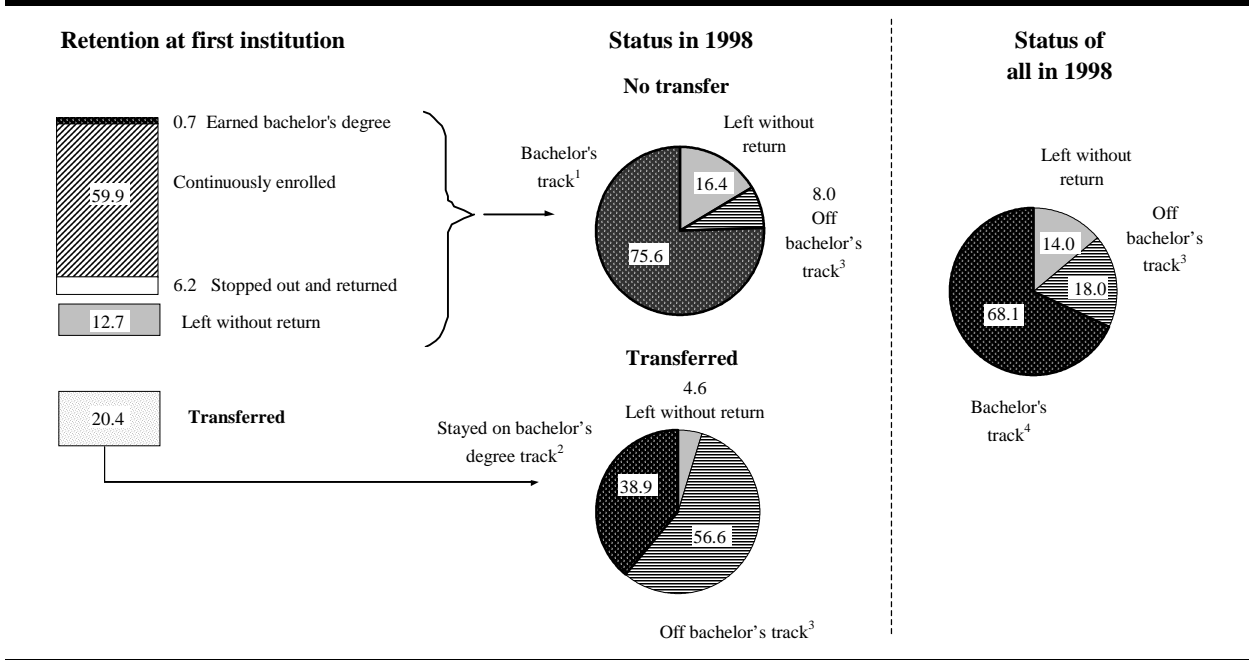 Retention at first institution
0.7 Earned bachelor's degree
59.9
Continuously enrolled
6.2 Stopped out and returned
12.7
Left without return
20.4
Transferred
Status in 1998
No transfer
Left without
return
Bachelor's
track1
16.4
8.0
Off
bachelor's
track3
75.6
Transferred
4.6
Left without return
Stayed on bachelor's
degree track2
38.9
56.6
Off bachelor's track3
Status of
all in 1998
Left without
return
Off
bachelor's
track3
14.0
18.0
68.1
Bachelor's
track4